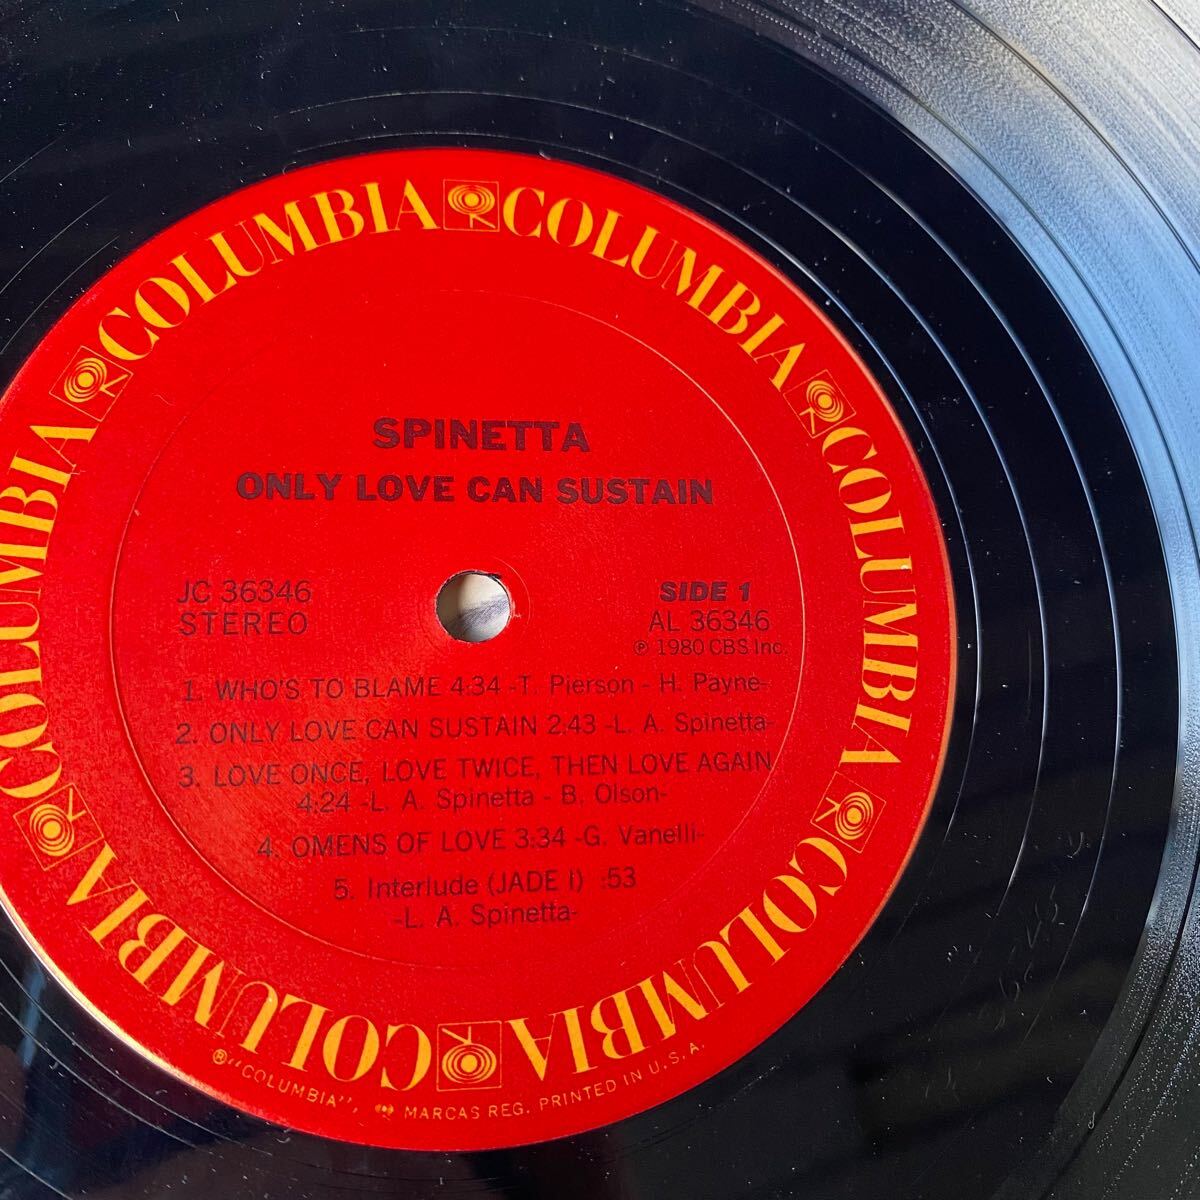 COLUMBIA COLUMBIA COLUMBIA COLUMBIA COLUMBIA COLUMBIA
SPINETTA
ONLY LOVE CAN SUSTAIN
JC 36346
STEREO
SIDE 1
AL 36346
℗ 1980 CBS Inc.
1. WHO'S TO BLAME 4:34 -T. Pierson - H. Payne-
2. ONLY LOVE CAN SUSTAIN 2:43 -L. A. Spinetta-
3. LOVE ONCE, LOVE TWICE, THEN LOVE AGAIN
4:24 -L. A. Spinetta - B. Olson-
4. OMENS OF LOVE 3:34 -G. Vanelli-
5. Interlude (JADE I) :53
-L. A. Spinetta-
® "COLUMBIA", MARCAS REG. PRINTED IN U.S.A.